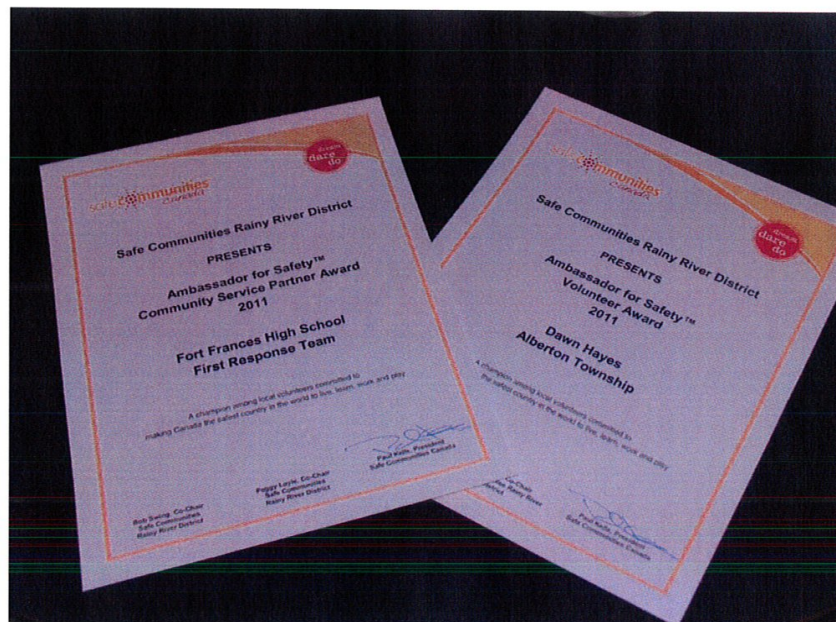 safe communities
canada
dream
dare
do
Safe Communities Rainy River District
PRESENTS
Ambassador for Safety™
Community Service Partner Award
2011
Fort Frances High School
First Response Team
A champion among local volunteers committed to
making Canada the safest country in the world to live, learn, work and play
Bob Swing, Co-Chair
Safe Communities
Rainy River District
Peggy Loyie, Co-Chair
Safe Communities
Rainy River District
Paul Kells, President
Safe Communities Canada
safe communities
canada
dream
dare
do
Safe Communities Rainy River District
PRESENTS
Ambassador for Safety™
Volunteer Award
2011
Dawn Hayes
Alberton Township
A champion among local volunteers committed to
the safest country in the world to live, learn, work and play
Co-Chair
Rainy River
District
Paul Kells, President
Safe Communities Canada